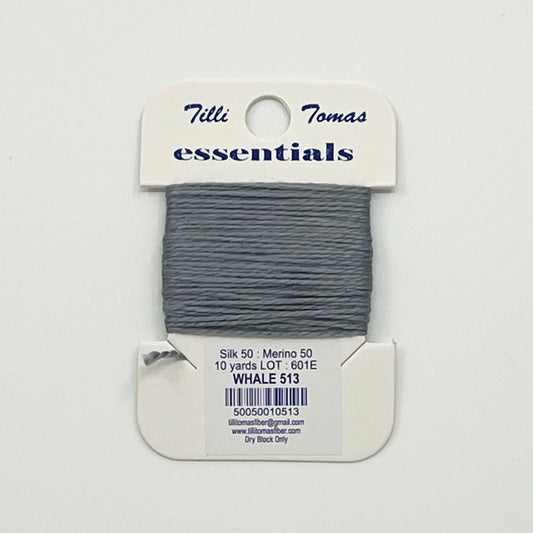 Tilli Tomas
essentials
Silk 50 : Merino 50
10 yards LOT : 601E
WHALE 513
50050010513
tillitomasfiber@gmail.com
www.tillitomasfiber.com
Dry Block Only